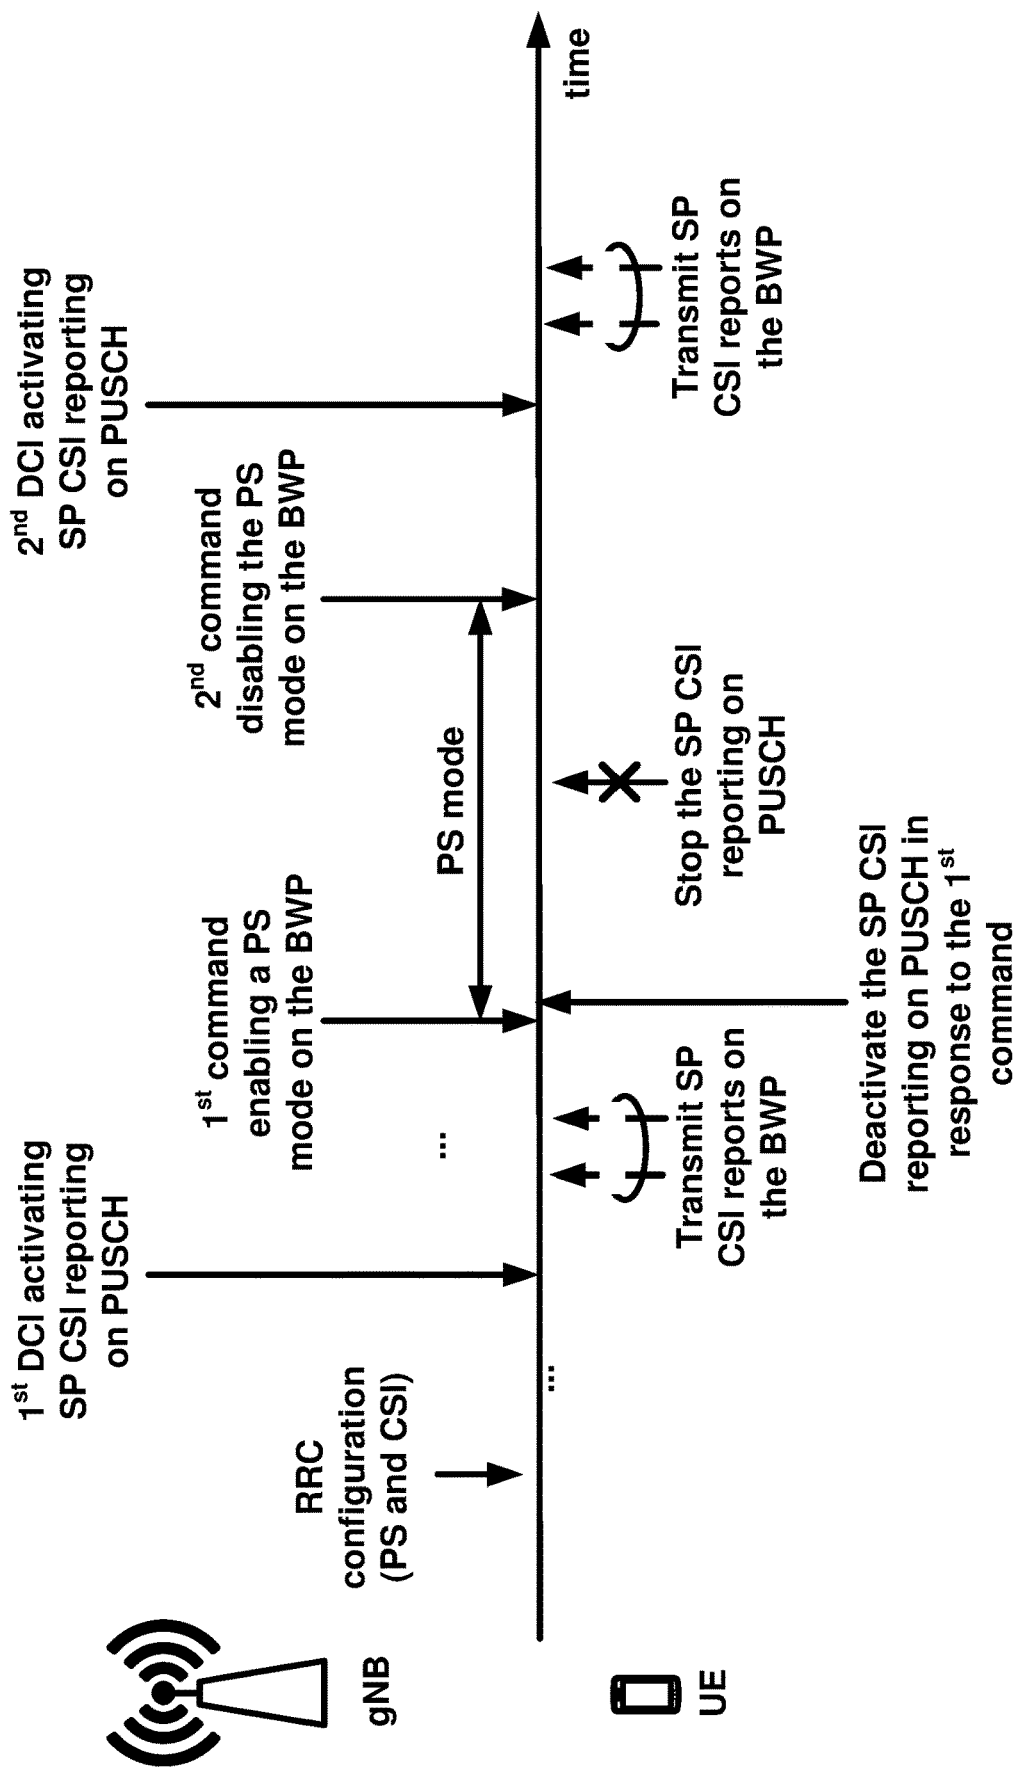 gNB
UE
RRC
configuration
(PS and CSI)
...
1st DCI activating
SP CSI reporting
on PUSCH
...
Transmit SP
CSI reports on
the BWP
1st command
enabling a PS
mode on the BWP
Deactivate the SP CSI
reporting on PUSCH in
response to the 1st
command
PS mode
Stop the SP CSI
reporting on
PUSCH
2nd command
disabling the PS
mode on the BWP
2nd DCI activating
SP CSI reporting
on PUSCH
Transmit SP
CSI reports on
the BWP
time